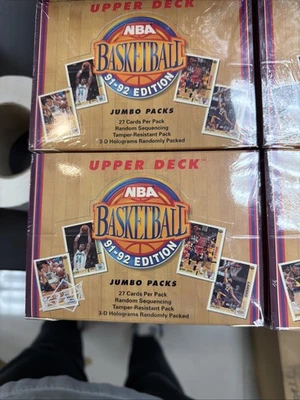 UPPER DECK™
NBA
BASKETBALL
91-92 EDITION
JUMBO PACKS
27 Cards Per Pack
Random Sequencing
Tamper-Resistant Pack
3-D Holograms Randomly Packed
UPPER DECK™
NBA
BASKETBALL
91-92 EDITION
JUMBO PACKS
27 Cards Per Pack
Random Sequencing
Tamper-Resistant Pack
3-D Holograms Randomly Packed